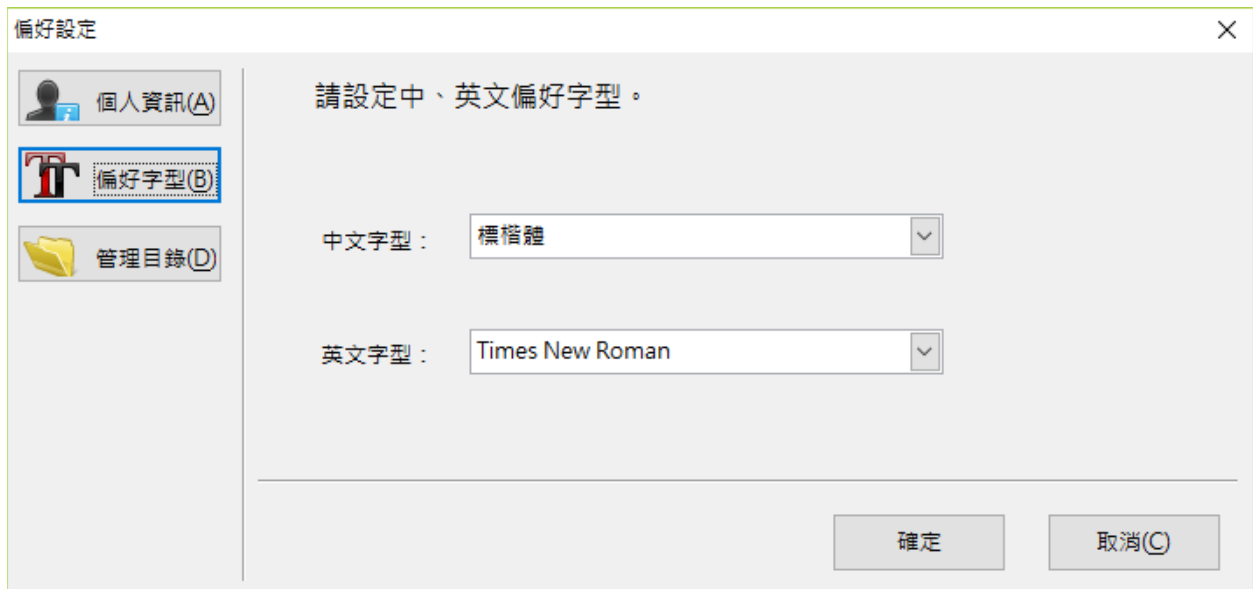 偏好設定
個人資訊(A)
偏好字型(B)
管理目錄(D)
請設定中、英文偏好字型。
中文字型：
標楷體
英文字型：
Times New Roman
確定
取消(C)